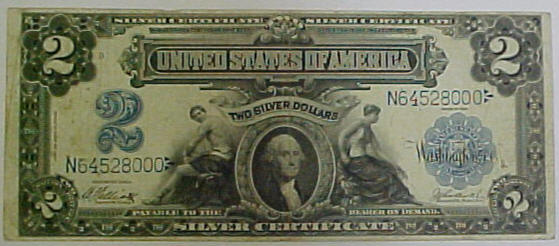 SILVER CERTIFICATE SILVER CERTIFICATE
2 UNITED STATES OF AMERICA 2
TWO SILVER DOLLARS
N64528000
2
N64528000
Washington, D.C.
2 PAYABLE TO THE BEARER ON DEMAND. 2
SILVER CERTIFICATE